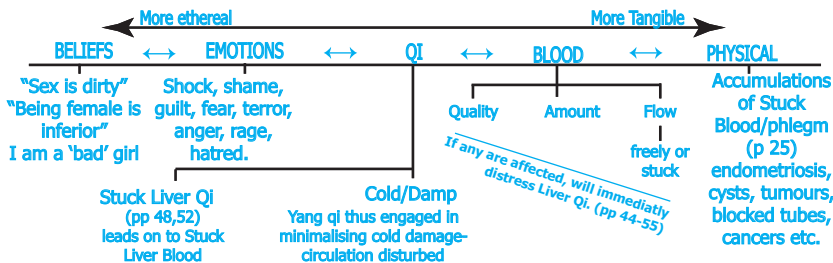 More ethereal
More Tangible
BELIEFS
EMOTIONS
QI
BLOOD
PHYSICAL
"Sex is dirty"
"Being female is
inferior"
I am a 'bad' girl
Shock, shame,
guilt, fear, terror,
anger, rage,
hatred.
Stuck Liver Qi
(pp 48,52)
leads on to Stuck
Liver Blood
Cold/Damp
Yang qi thus engaged in
minimalising cold damage-
circulation disturbed
Quality
Amount
Flow
freely or
stuck
If any are affected, will immediatly
distress Liver Qi. (pp 44-55)
Accumulations
of Stuck
Blood/phlegm
(p 25)
endometriosis,
cysts, tumours,
blocked tubes,
cancers etc.